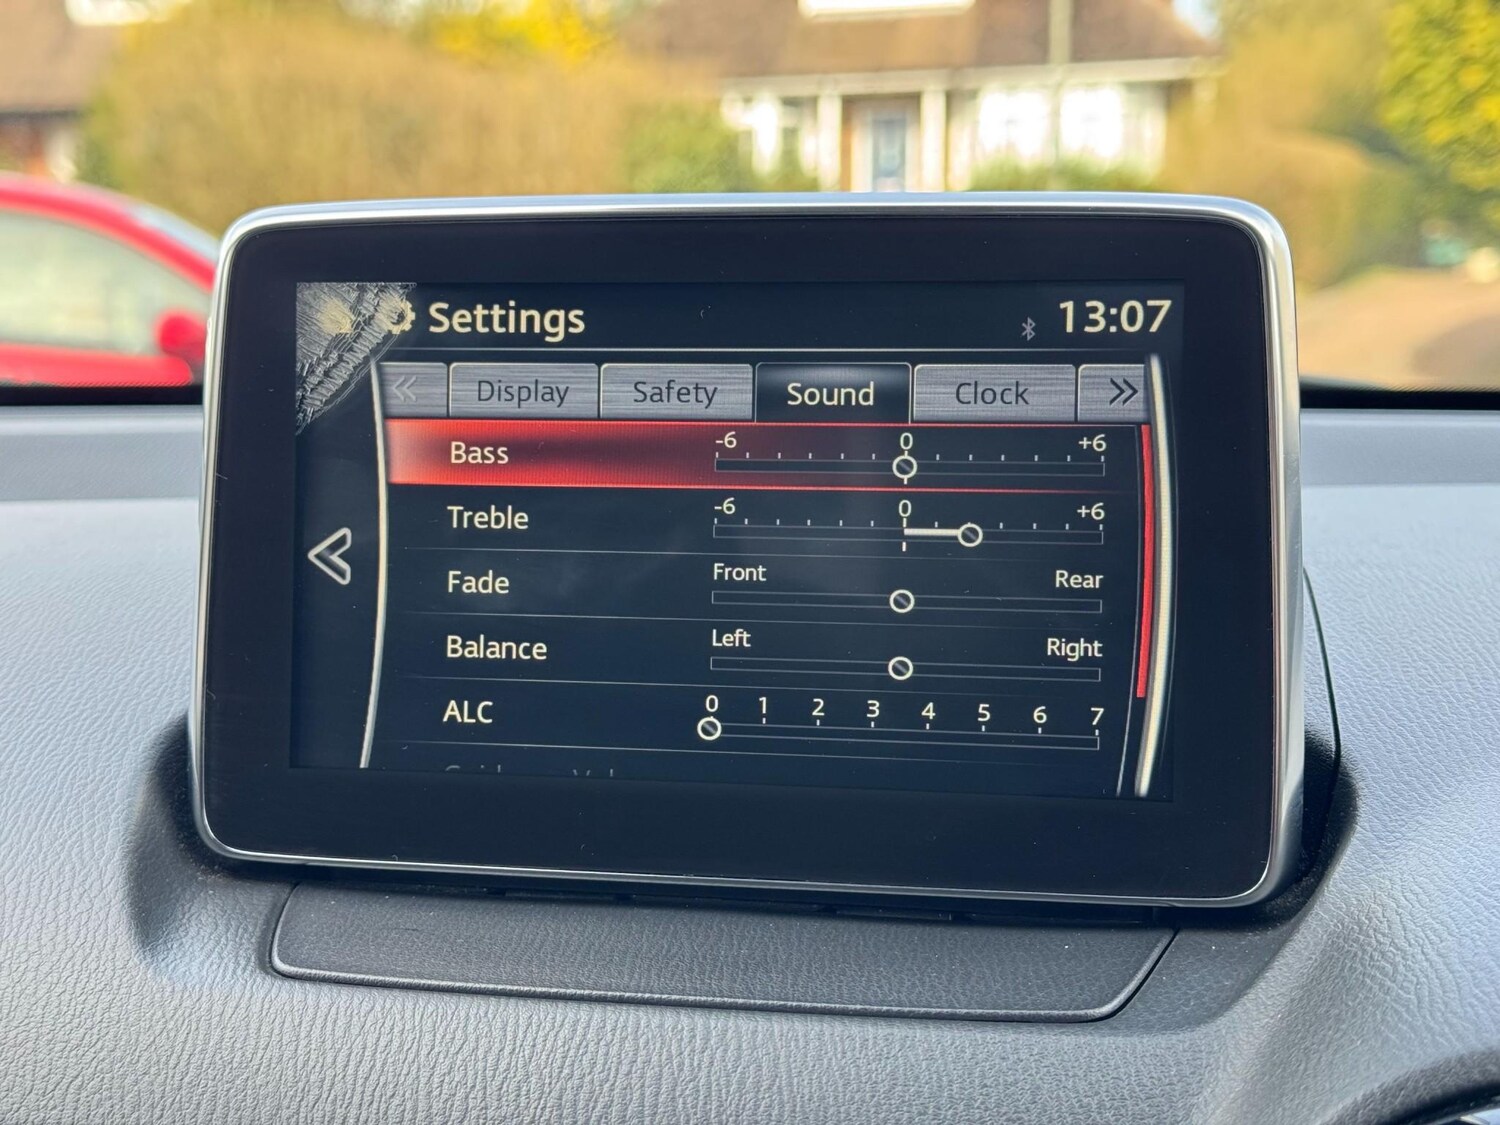 Settings 13:07
« Display Safety Sound Clock »
Bass -6 0 +6
Treble -6 0 +6
Fade Front Rear
Balance Left Right
ALC 0 1 2 3 4 5 6 7